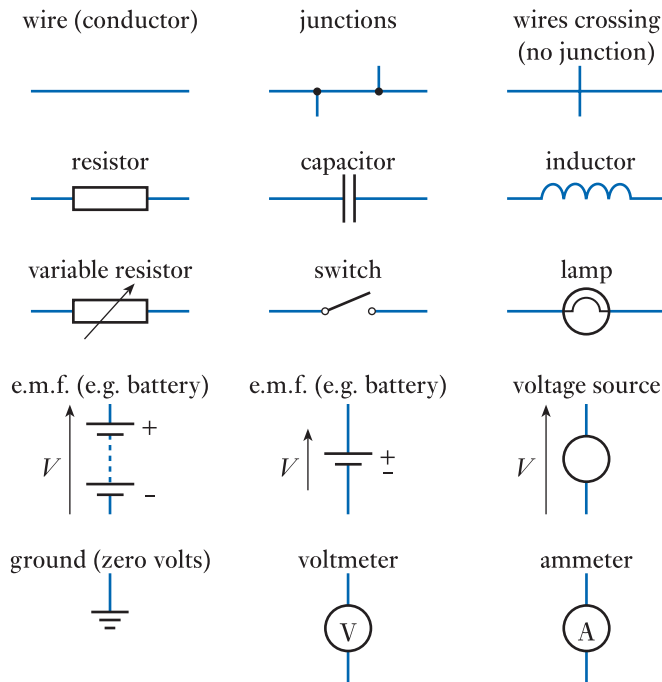 wire (conductor)
junctions
wires crossing
(no junction)
resistor
capacitor
inductor
variable resistor
switch
lamp
e.m.f. (e.g. battery)
e.m.f. (e.g. battery)
voltage source
V
+
–
V
+
–
V
ground (zero volts)
voltmeter
ammeter
V
A